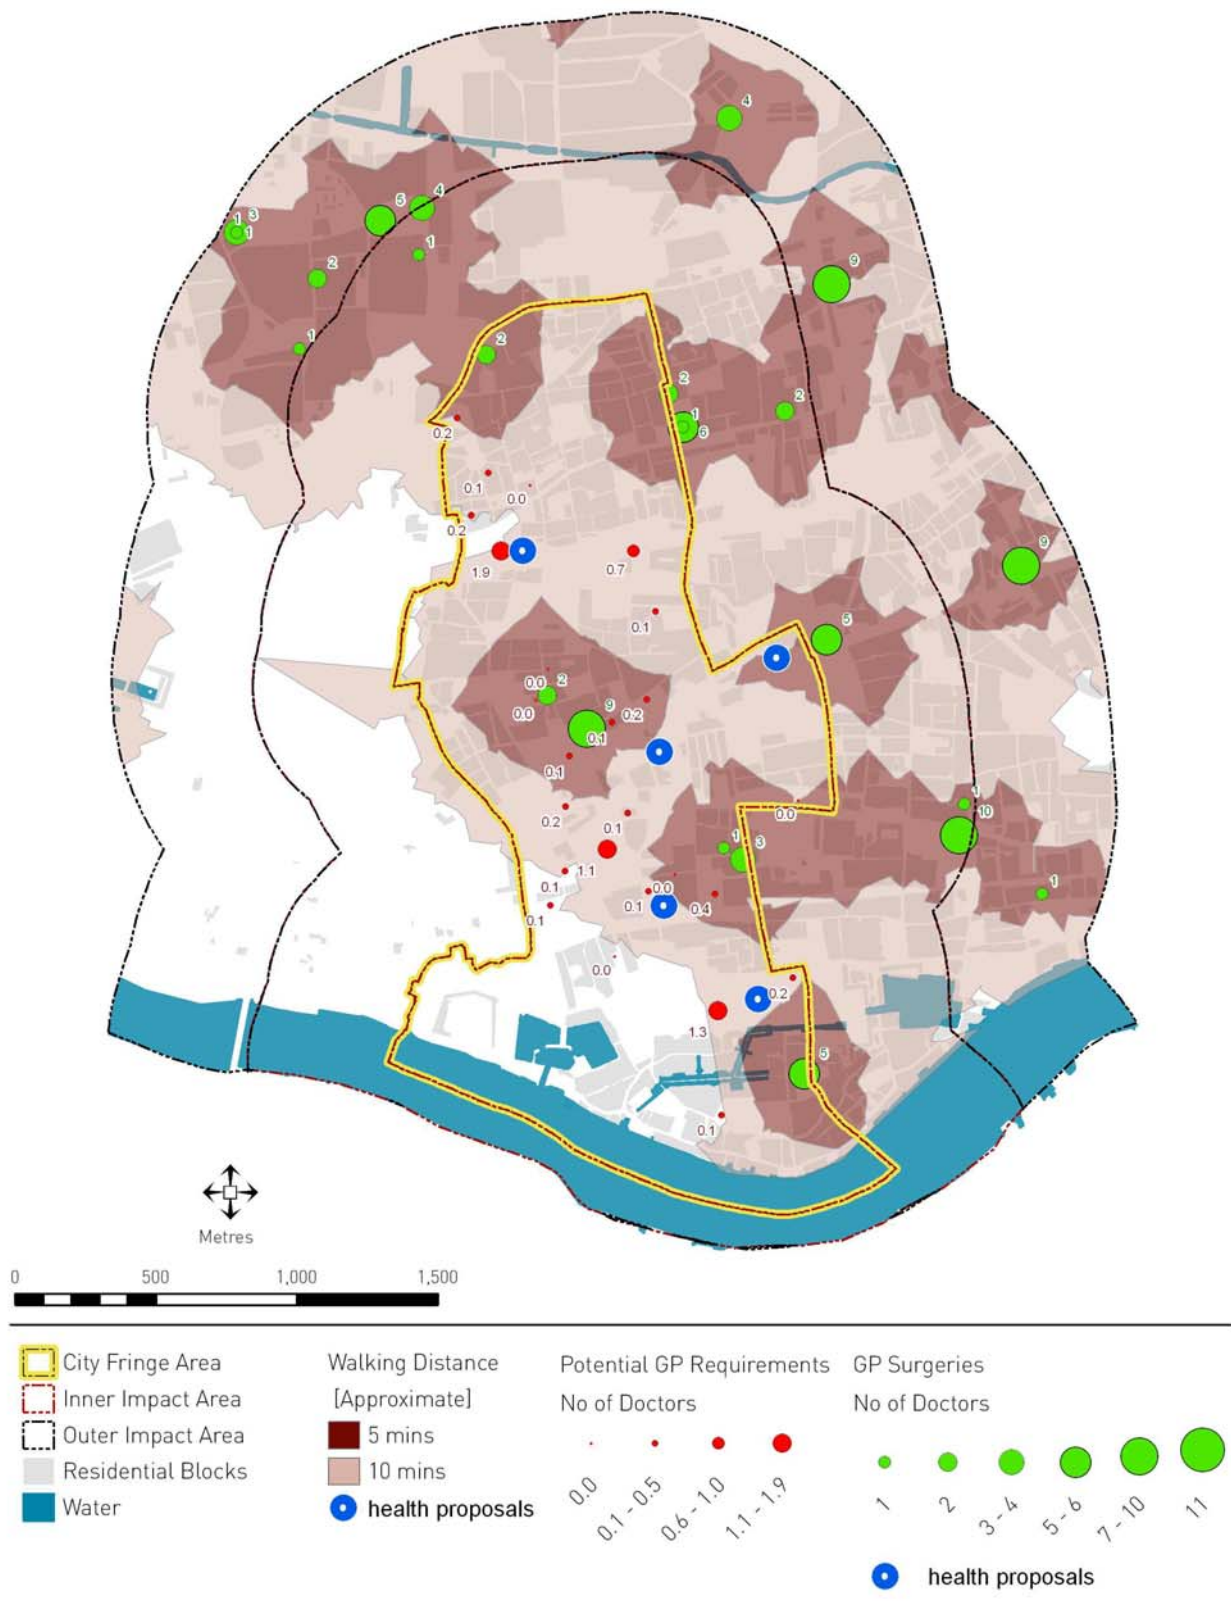 4
5
4
1 3
1
1
2
9
1
2
2
2
1
6
0.2
0.1
0.0
0.2
9
1.9
0.7
0.1
5
0.0
2
0.0
0.2
9
0.1
0.1
0.2
0.1
0.0
1
10
1
3
1.1
0.1
0.0
0.1
0.4
1
0.1
0.0
0.2
1.3
5
0.1
Metres
0 500 1,000 1,500
City Fringe Area
Inner Impact Area
Outer Impact Area
Residential Blocks
Water
Walking Distance
[Approximate]
5 mins
10 mins
health proposals
Potential GP Requirements
No of Doctors
0.0
0.1 - 0.5
0.6 - 1.0
1.1 - 1.9
GP Surgeries
No of Doctors
1
2
3 - 4
5 - 6
7 - 10
11
health proposals